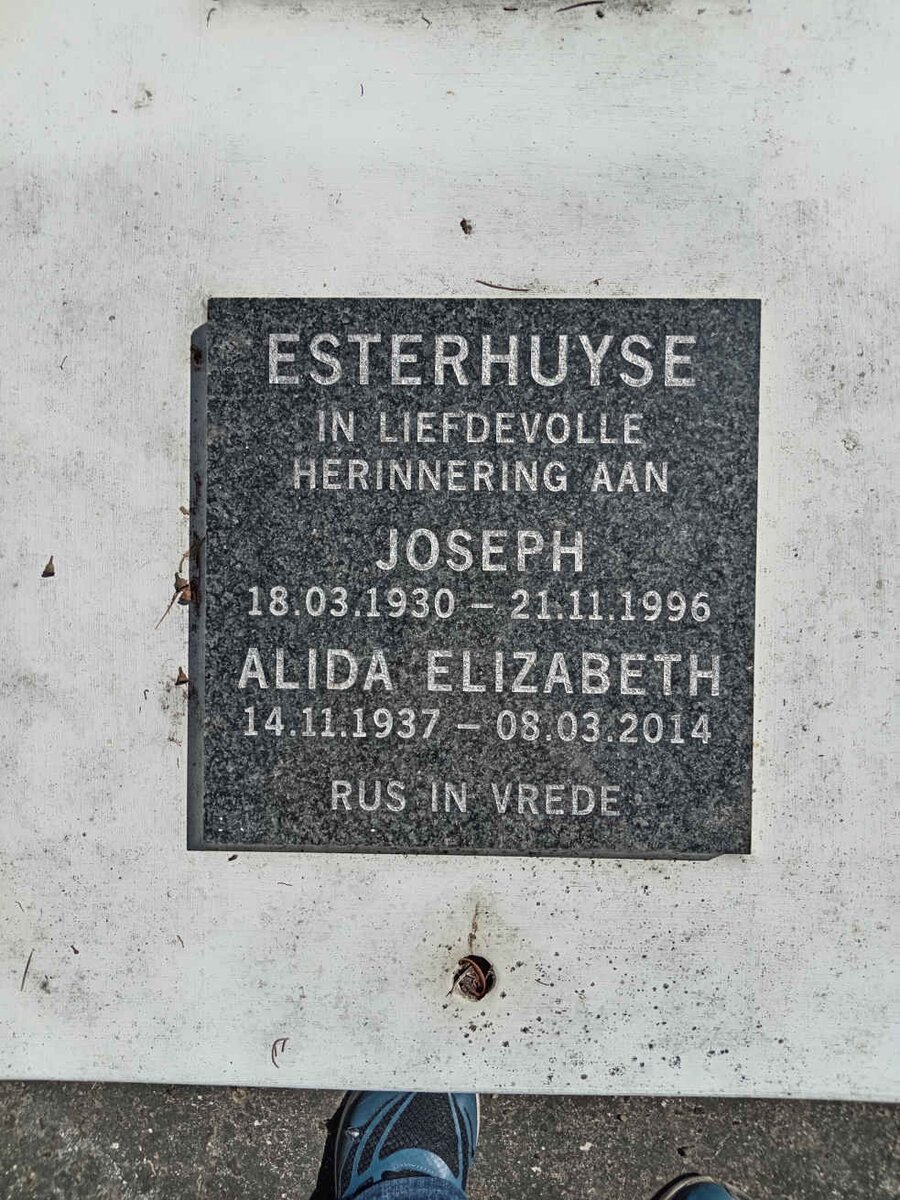 ESTERHUYSE
IN LIEFDEVOLLE
HERINNERING AAN
JOSEPH
18.03.1930 – 21.11.1996
ALIDA ELIZABETH
14.11.1937 – 08.03.2014
RUS IN VREDE